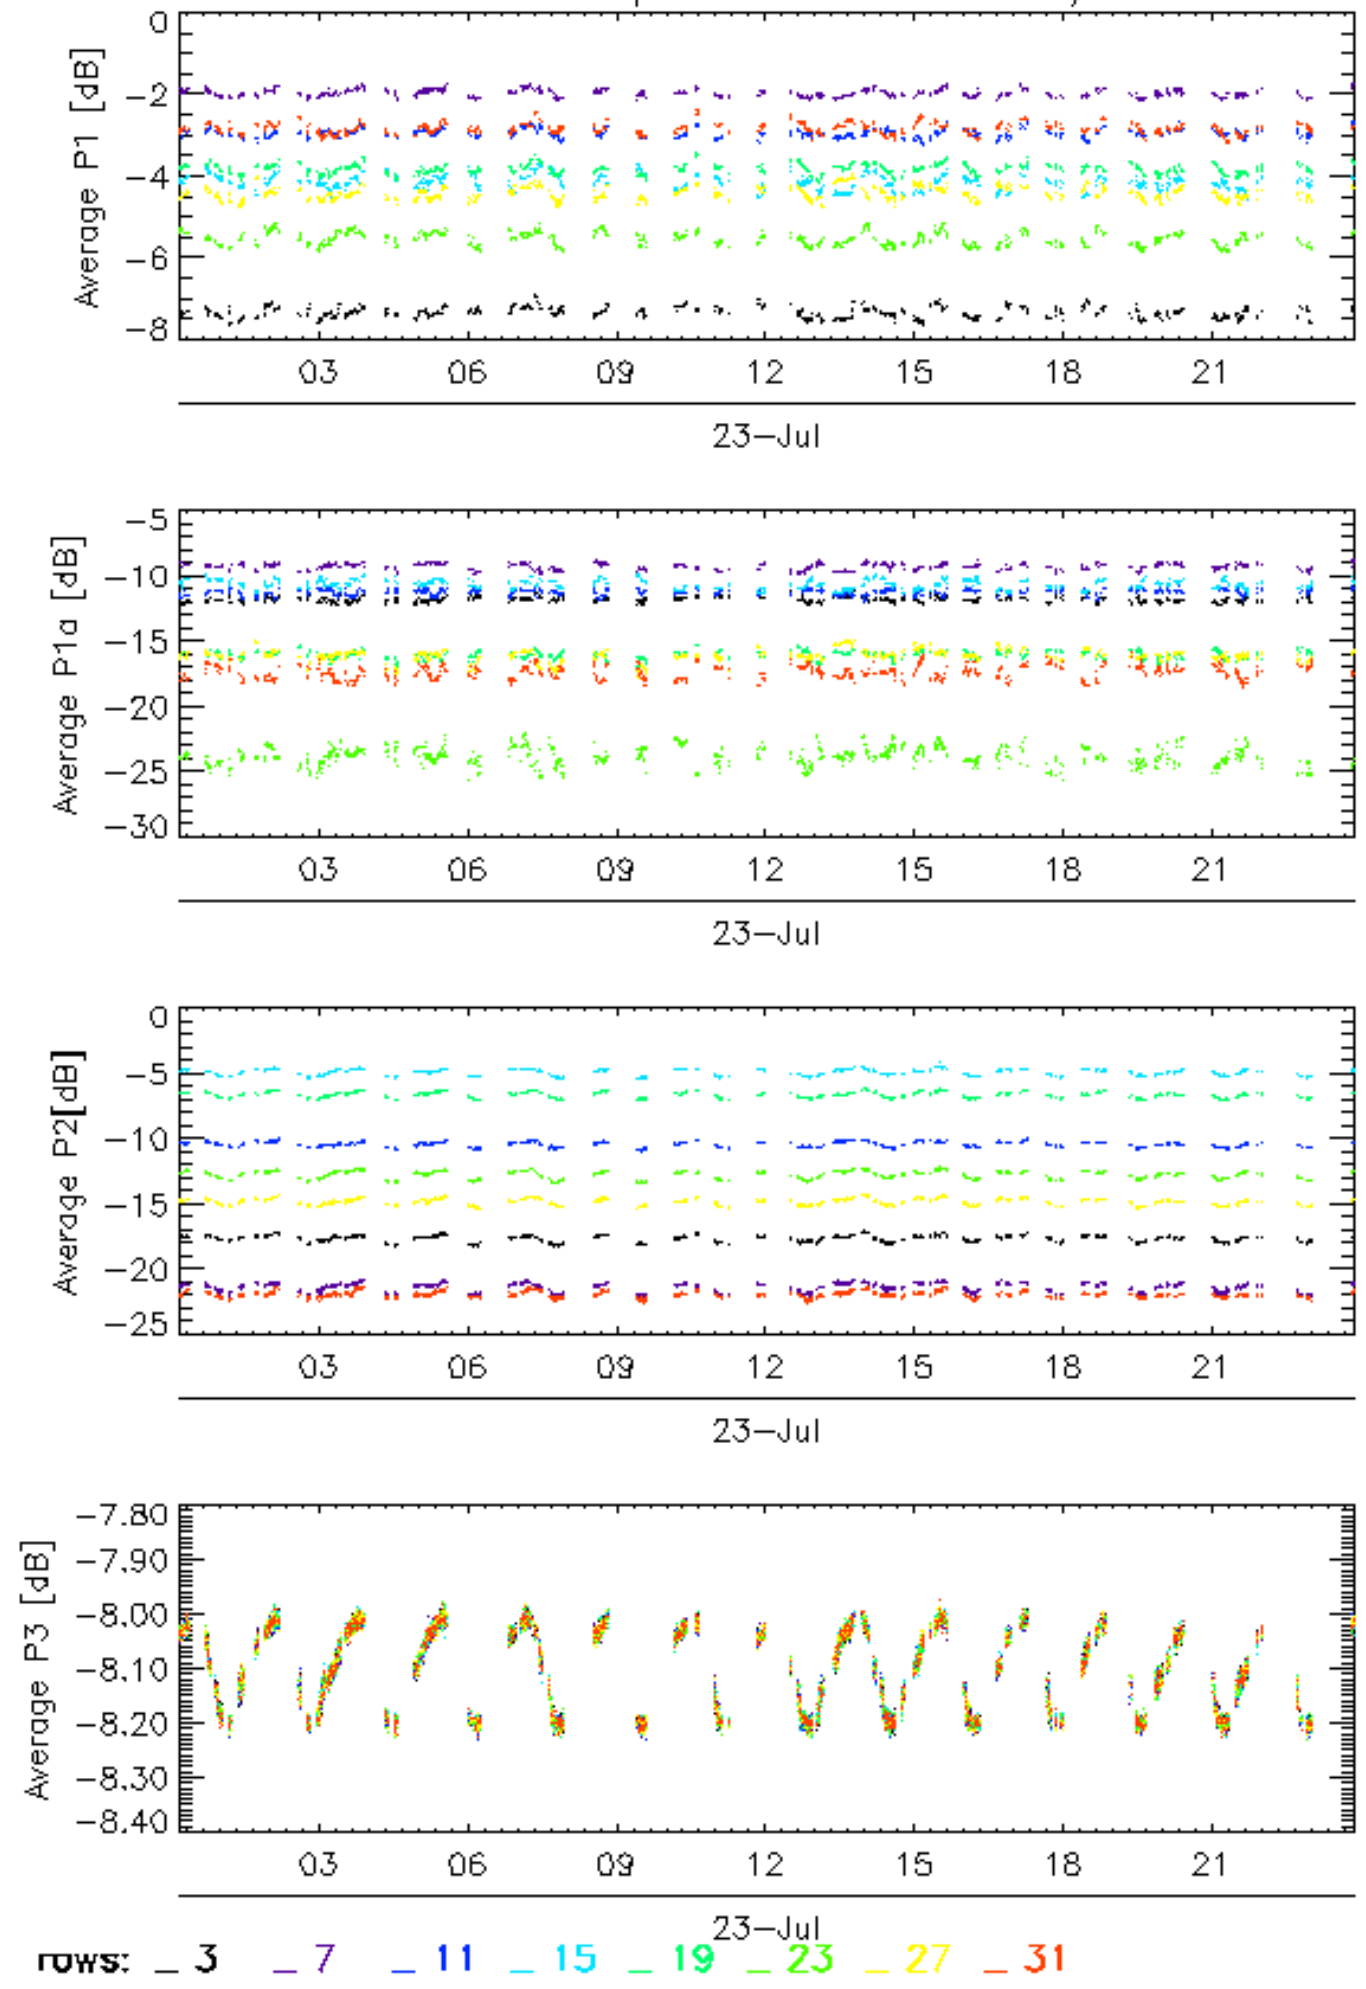 0
Average P1 [dB]
−2
−4
−6
−8
03 06 09 12 15 18 21
23−Jul
−5
Average P1a [dB]
−10
−15
−20
−25
−30
03 06 09 12 15 18 21
23−Jul
0
Average P2[dB]
−5
−10
−15
−20
−25
03 06 09 12 15 18 21
23−Jul
−7.80
Average P3 [dB]
−7.90
−8.00
−8.10
−8.20
−8.30
−8.40
03 06 09 12 15 18 21
23−Jul
rows: _ 3 _ 7 _ 11 _ 15 _ 19 _ 23 _ 27 _ 31